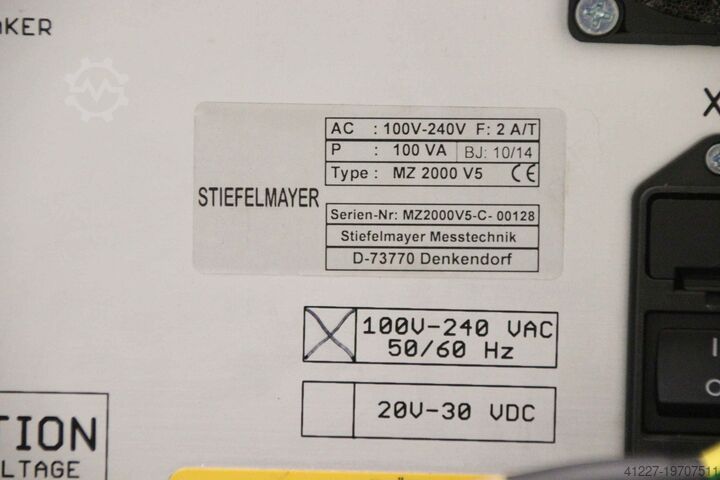 AKER
X
AC : 100V-240V F: 2 A/T
P : 100 VA BJ: 10/14
Type : MZ 2000 V5 CE
STIEFELMAYER
Serien-Nr: MZ2000V5-C- 00128
Stiefelmayer Messtechnik
D-73770 Denkendorf
100V-240 VAC
50/60 Hz
20V-30 VDC
I
O
TION
LTAGE
41227-19707511